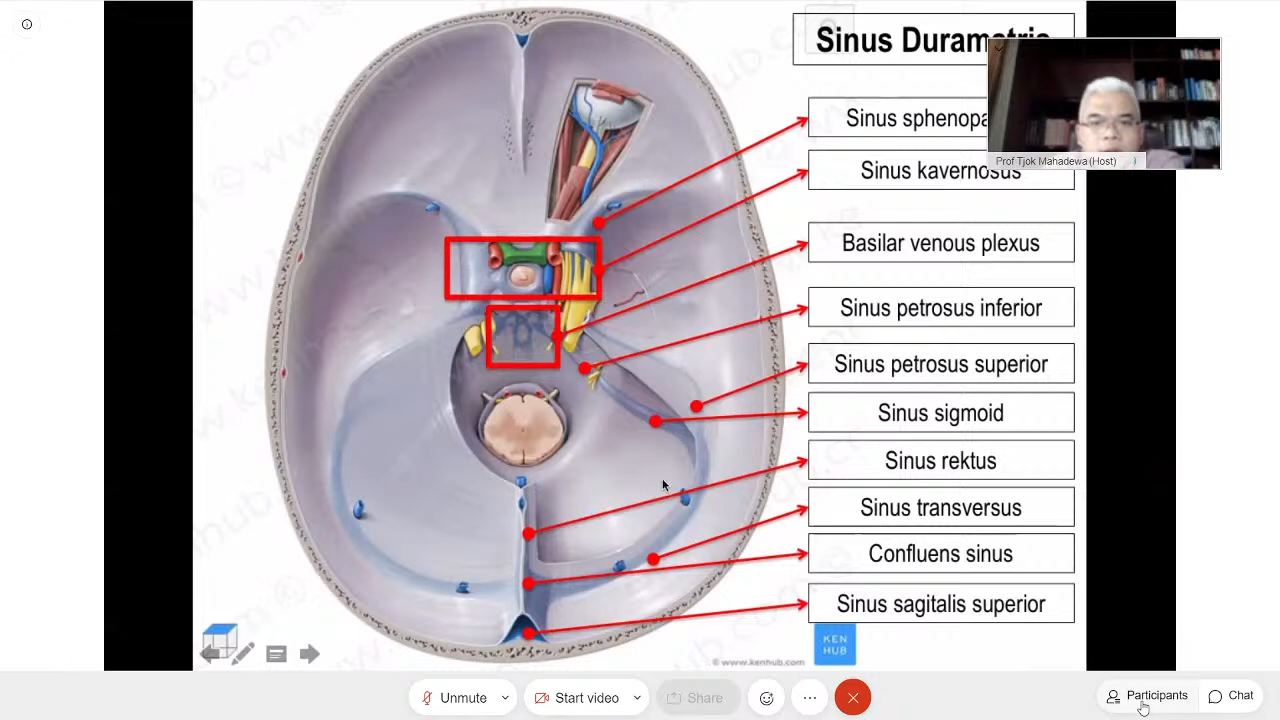 Sinus Duramatris
Sinus sphenopa
Prof Tjok Mahadewa (Host)
Sinus kavernosus
Basilar venous plexus
Sinus petrosus inferior
Sinus petrosus superior
Sinus sigmoid
Sinus rektus
Sinus transversus
Confluens sinus
Sinus sagitalis superior
KEN
HUB
© www.kenhub.com
Unmute
Start video
Share
Participants
Chat